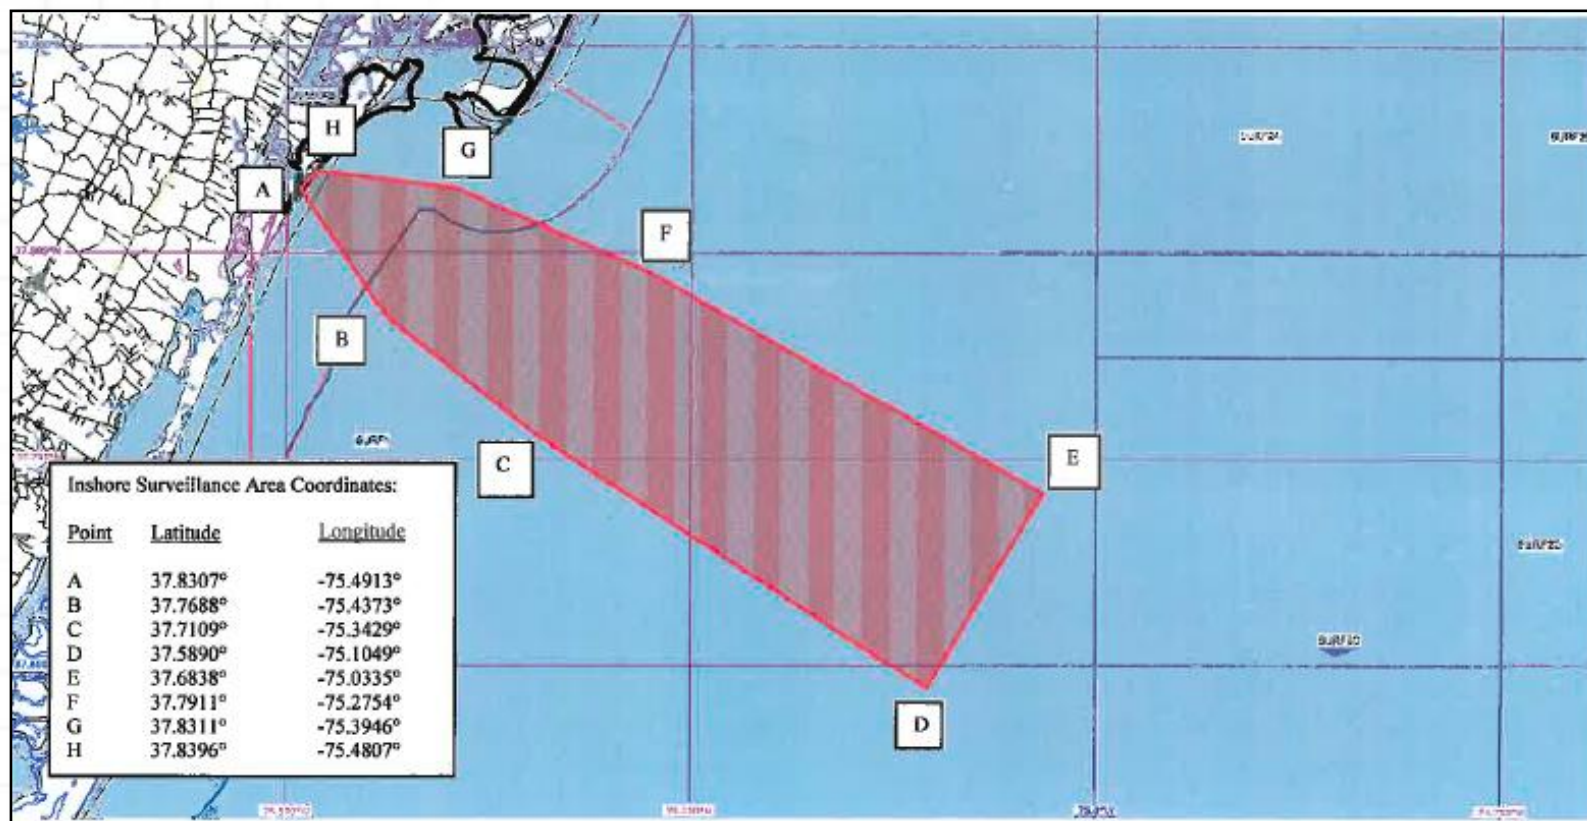 H
G
A
F
B
E
C
D
Inshore Surveillance Area Coordinates:
Point Latitude Longitude
A 37.8307° -75.4913°
B 37.7688° -75.4373°
C 37.7109° -75.3429°
D 37.5890° -75.1049°
E 37.6838° -75.0335°
F 37.7911° -75.2754°
G 37.8311° -75.3946°
H 37.8396° -75.4807°